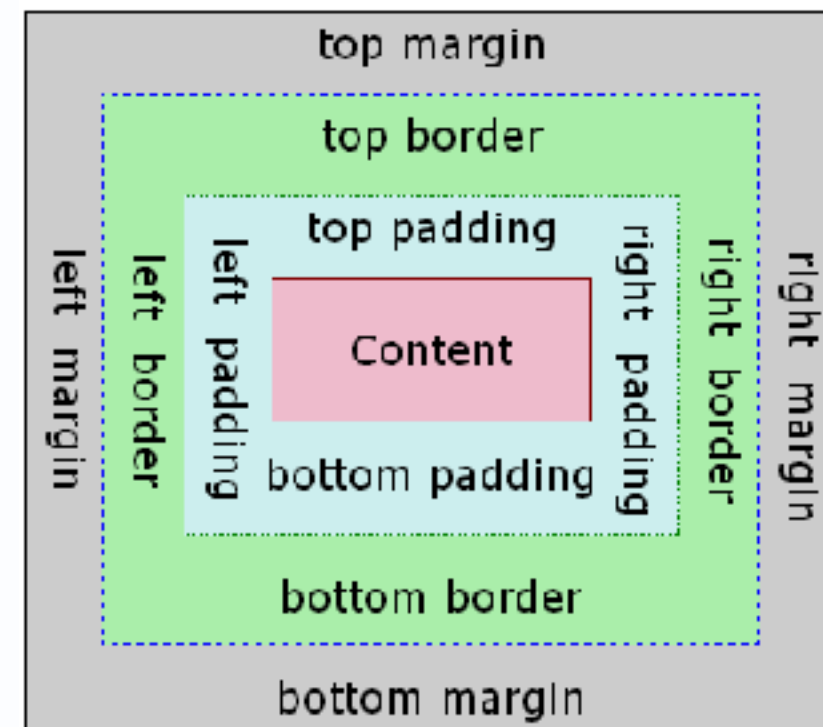 top margin
top border
top padding
left margin
left border
left padding
Content
right padding
right border
right margin
bottom padding
bottom border
bottom margin